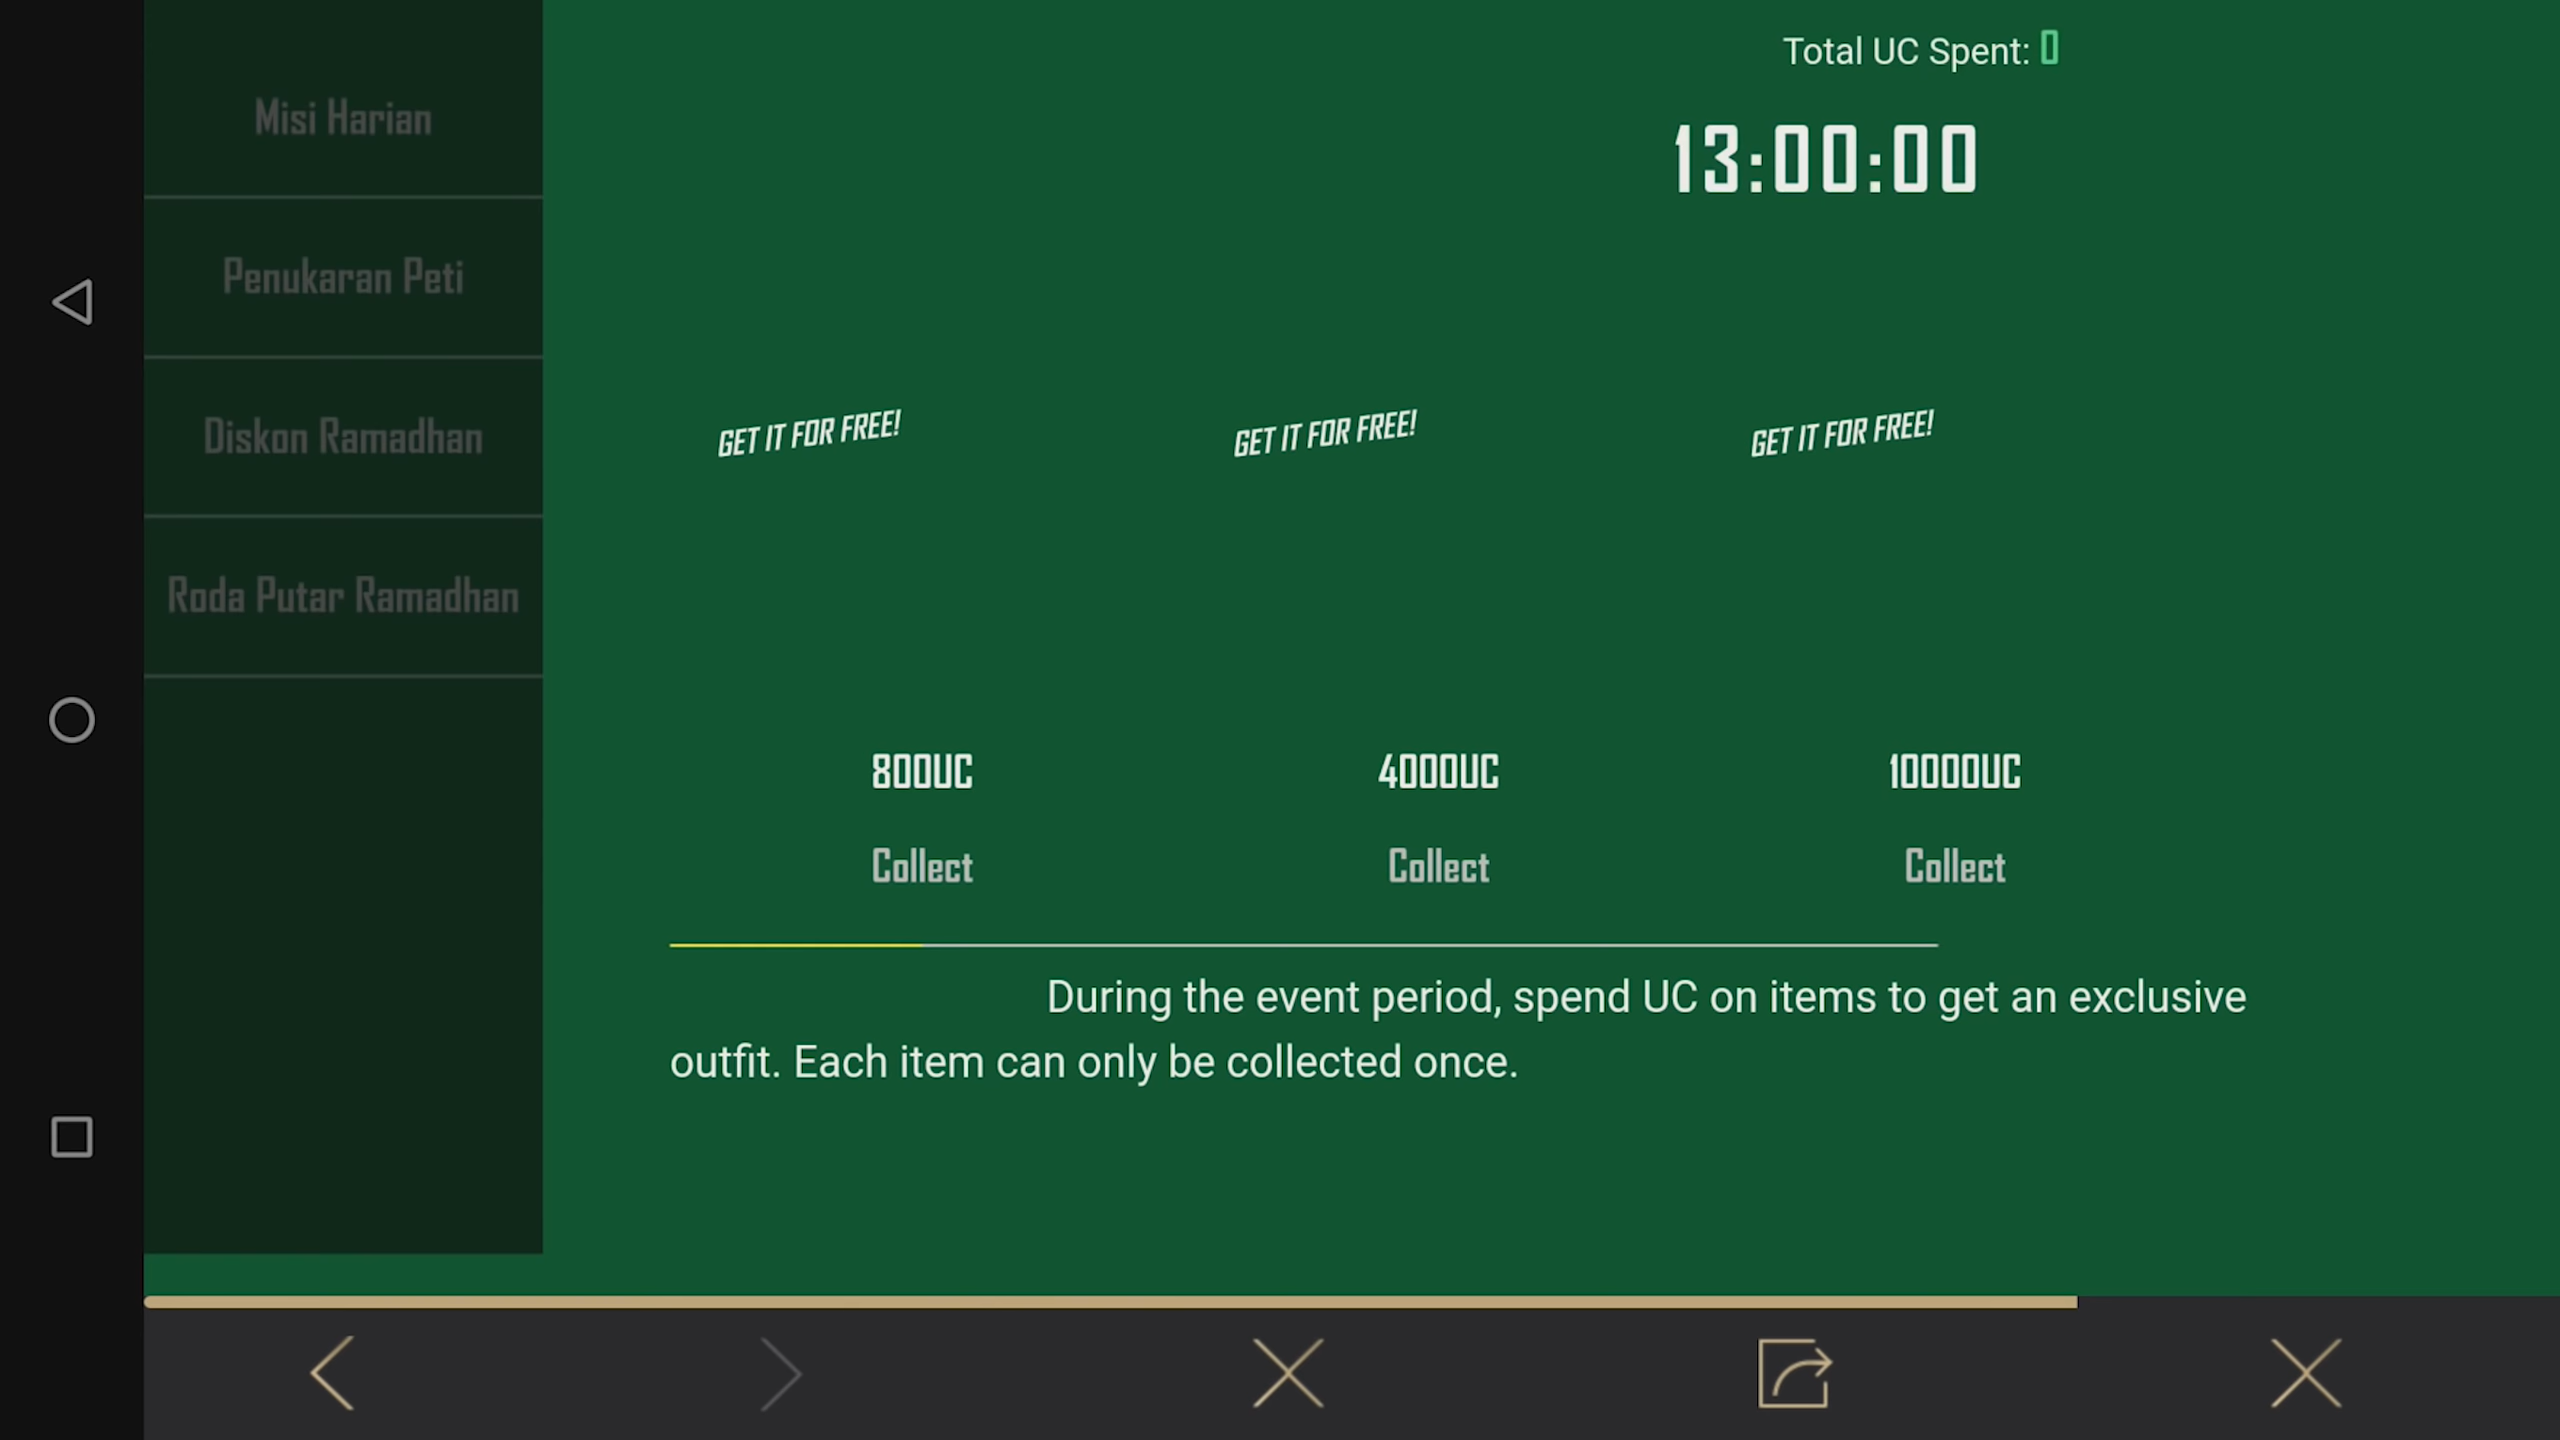 Misi Harian
Penukaran Peti
Diskon Ramadhan
Roda Putar Ramadhan
Total UC Spent: 0
13:00:00
GET IT FOR FREE!
GET IT FOR FREE!
GET IT FOR FREE!
800UC
4000UC
10000UC
Collect
Collect
Collect
During the event period, spend UC on items to get an exclusive
outfit. Each item can only be collected once.